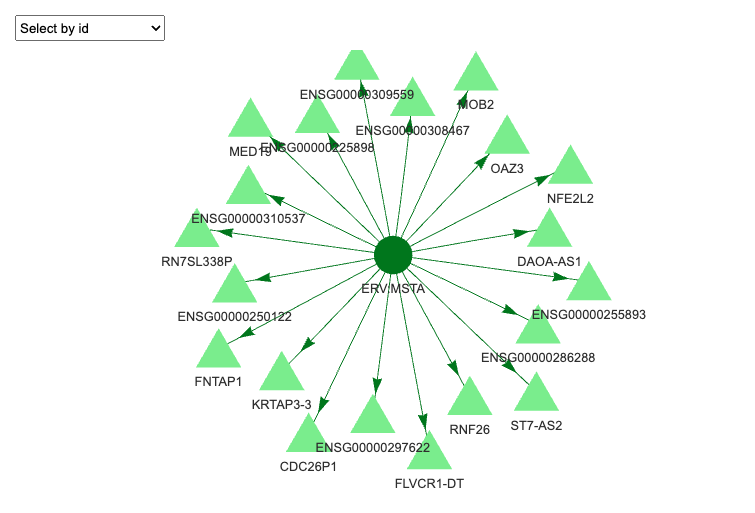 Select by id
ENSG00000309559
MOB2
ENSG00000308467
MED19
ENSG00000225898
OAZ3
NFE2L2
ENSG00000310537
RN7SL338P
DAOA-AS1
ERV:MSTA
ENSG00000250122
ENSG00000255893
ENSG00000286288
FNTAP1
KRTAP3-3
ST7-AS2
RNF26
ENSG00000297622
CDC26P1
FLVCR1-DT